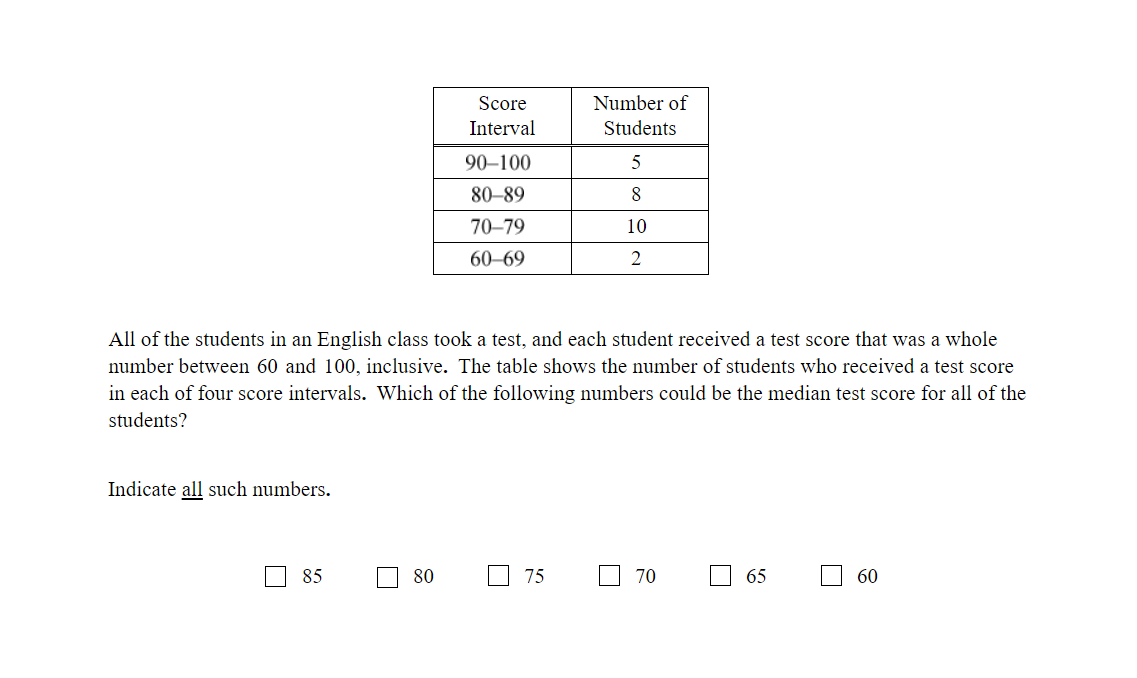 Score Interval Number of Students
90–100 5
80–89 8
70–79 10
60–69 2
All of the students in an English class took a test, and each student received a test score that was a whole
number between 60 and 100, inclusive. The table shows the number of students who received a test score
in each of four score intervals. Which of the following numbers could be the median test score for all of the
students?
Indicate all such numbers.
85 80 75 70 65 60